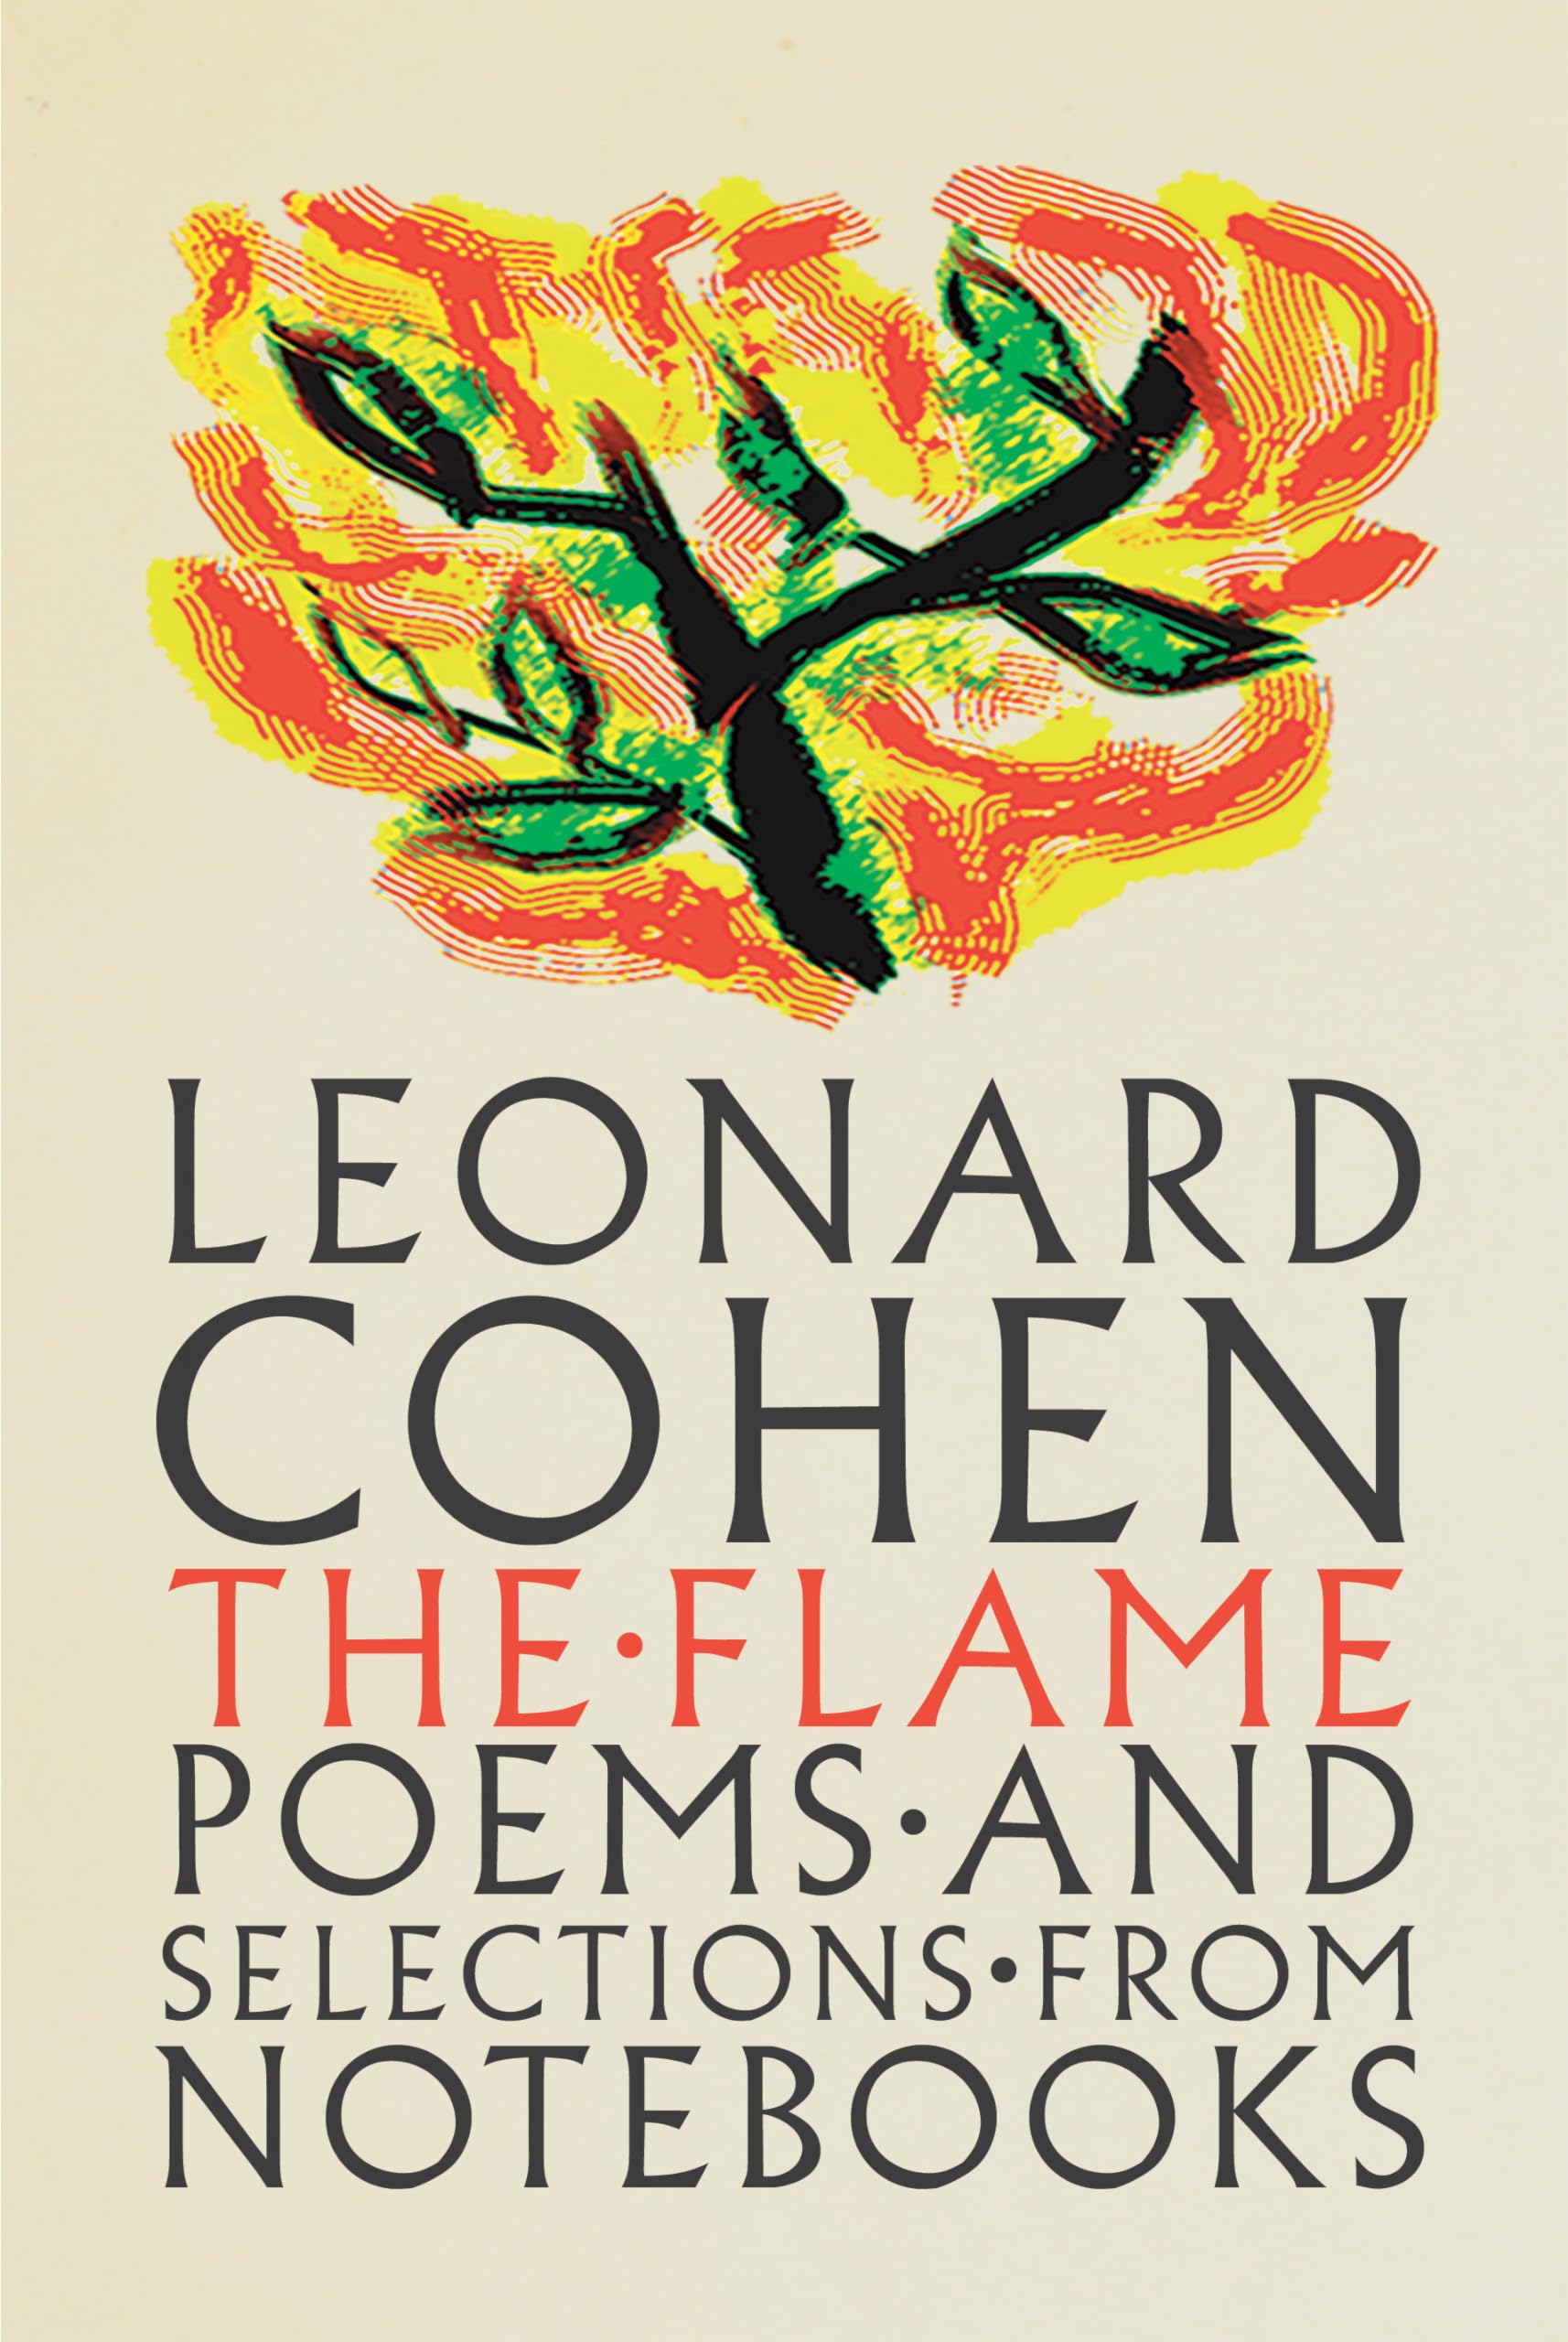 LEONARD
COHEN
THE·FLAME
POEMS·AND
SELECTIONS·FROM
NOTEBOOKS